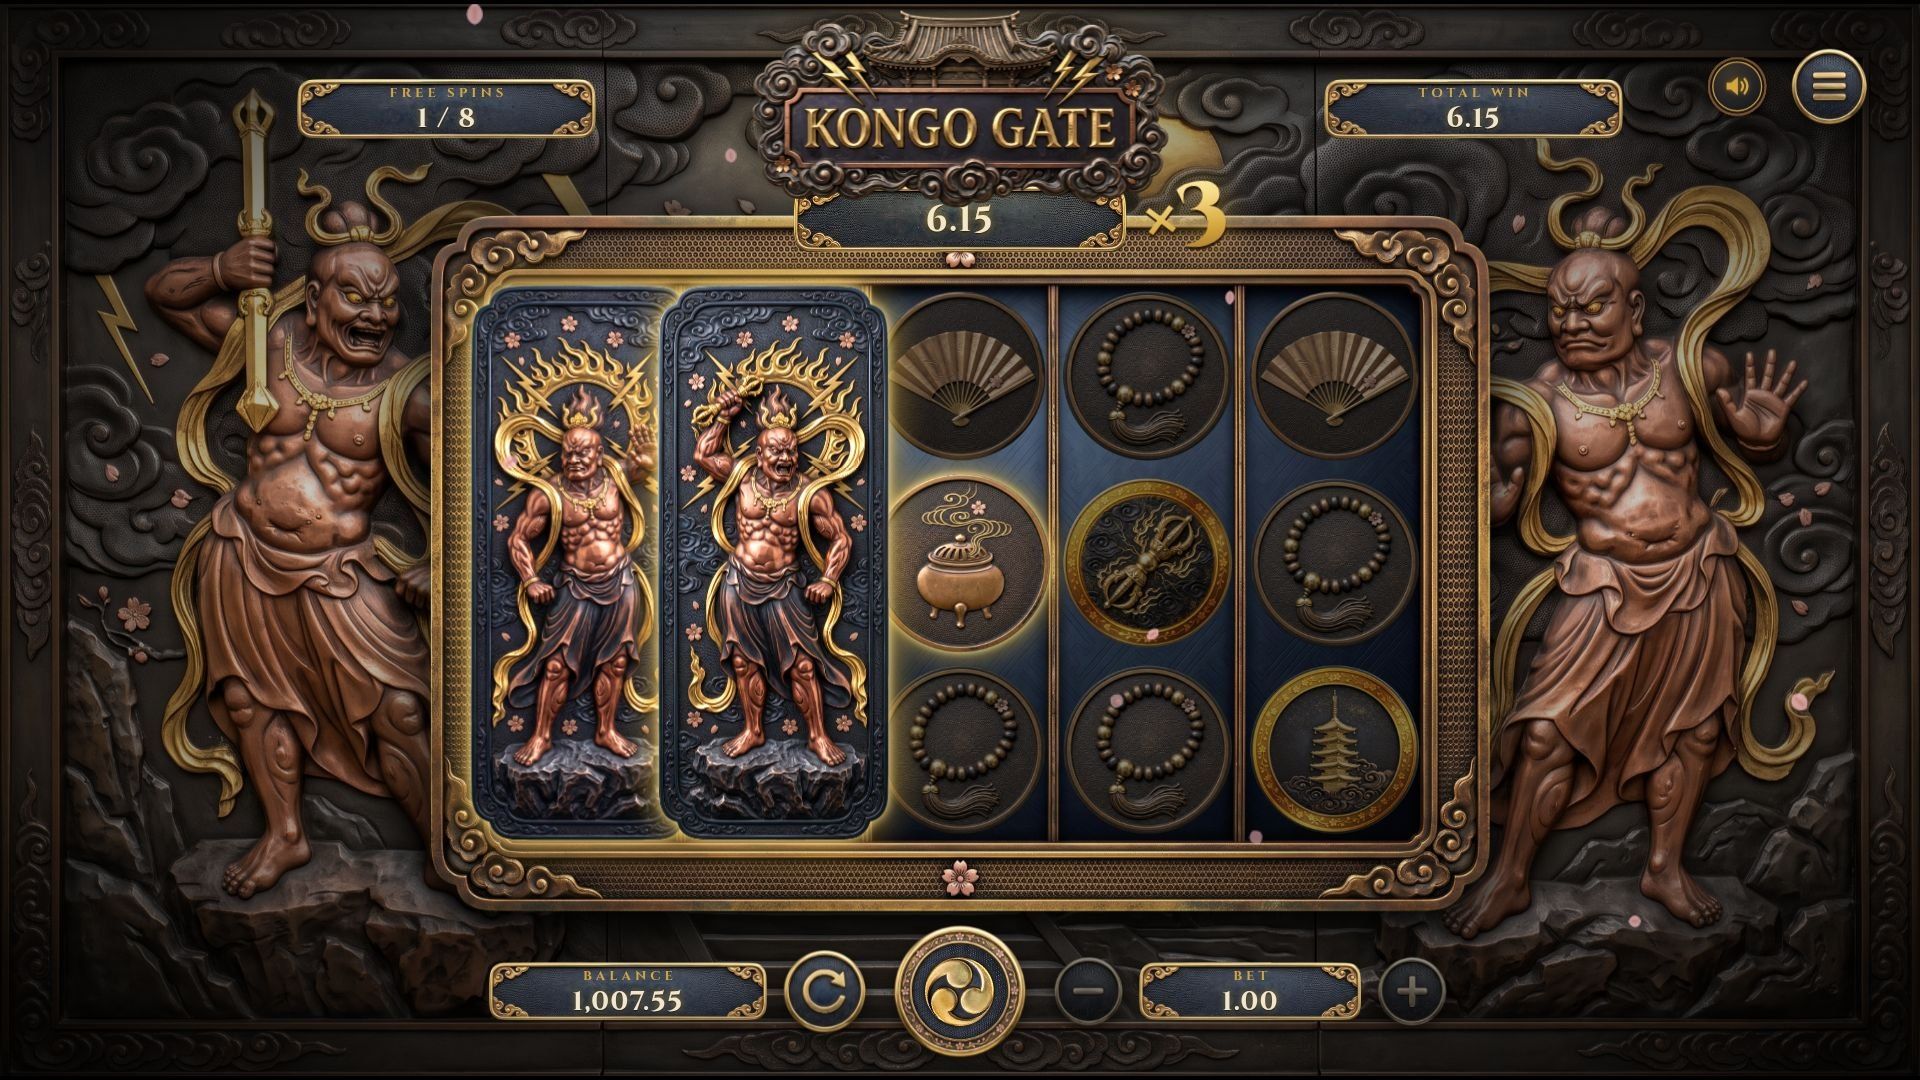 FREE SPINS
1 / 8
KONGO GATE
TOTAL WIN
6.15
6.15
×3
BALANCE
1,007.55
BET
1.00